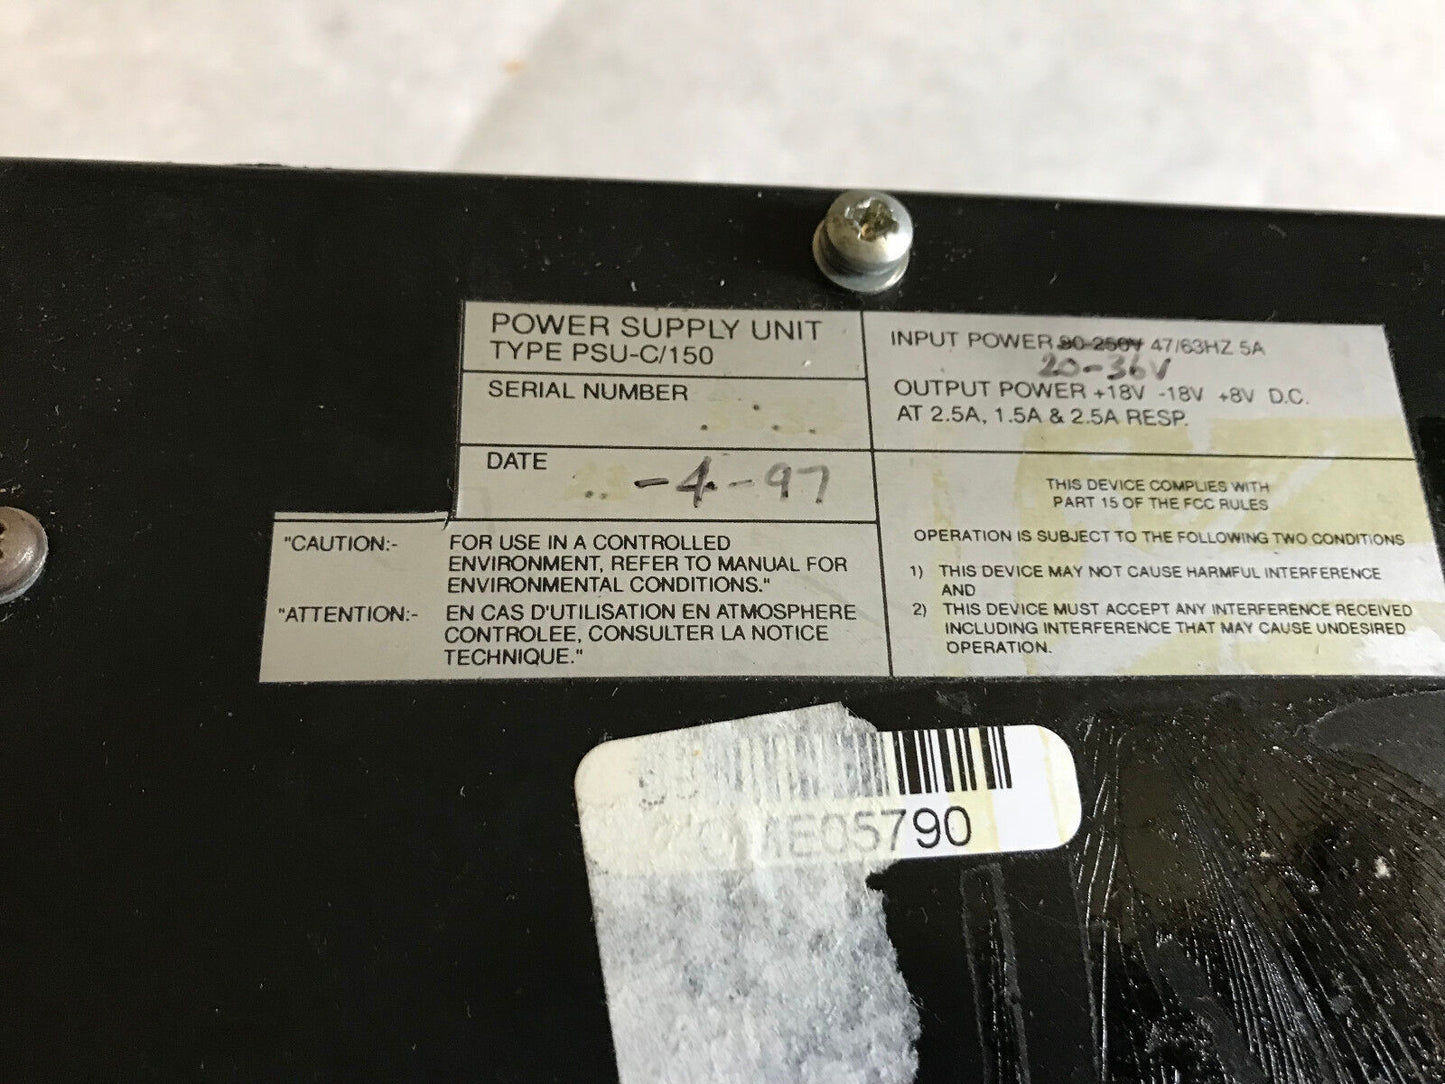 POWER SUPPLY UNIT
TYPE PSU-C/150
SERIAL NUMBER
DATE -4-97
"CAUTION:- FOR USE IN A CONTROLLED
ENVIRONMENT, REFER TO MANUAL FOR
ENVIRONMENTAL CONDITIONS."
"ATTENTION:- EN CAS D'UTILISATION EN ATMOSPHERE
CONTROLEE, CONSULTER LA NOTICE
TECHNIQUE."
INPUT POWER 90-250V 47/63HZ 5A
20-36V
OUTPUT POWER +18V -18V +8V D.C.
AT 2.5A, 1.5A & 2.5A RESP.
THIS DEVICE COMPLIES WITH
PART 15 OF THE FCC RULES
OPERATION IS SUBJECT TO THE FOLLOWING TWO CONDITIONS
1) THIS DEVICE MAY NOT CAUSE HARMFUL INTERFERENCE
AND
2) THIS DEVICE MUST ACCEPT ANY INTERFERENCE RECEIVED
INCLUDING INTERFERENCE THAT MAY CAUSE UNDESIRED
OPERATION.
E05790